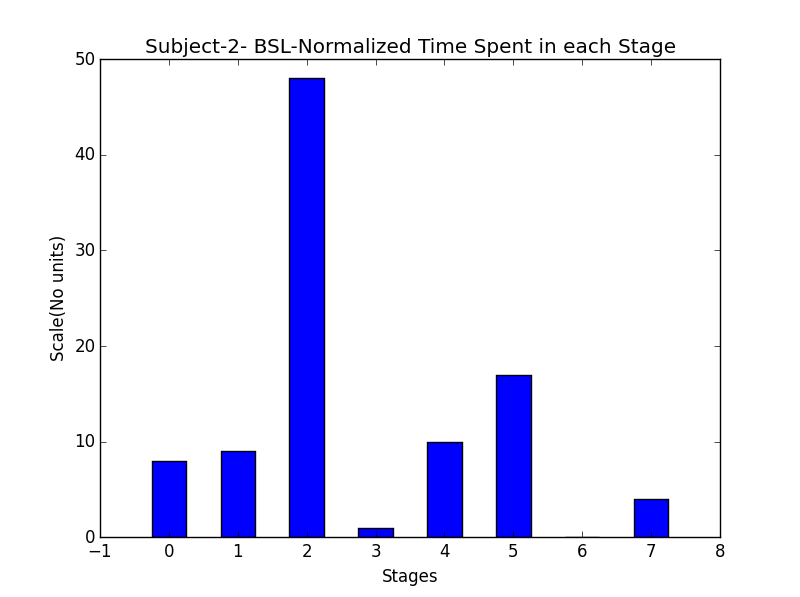 Subject-2- BSL-Normalized Time Spent in each Stage
50
40
30
20
10
0
Scale(No units)
−1 0 1 2 3 4 5 6 7 8
Stages